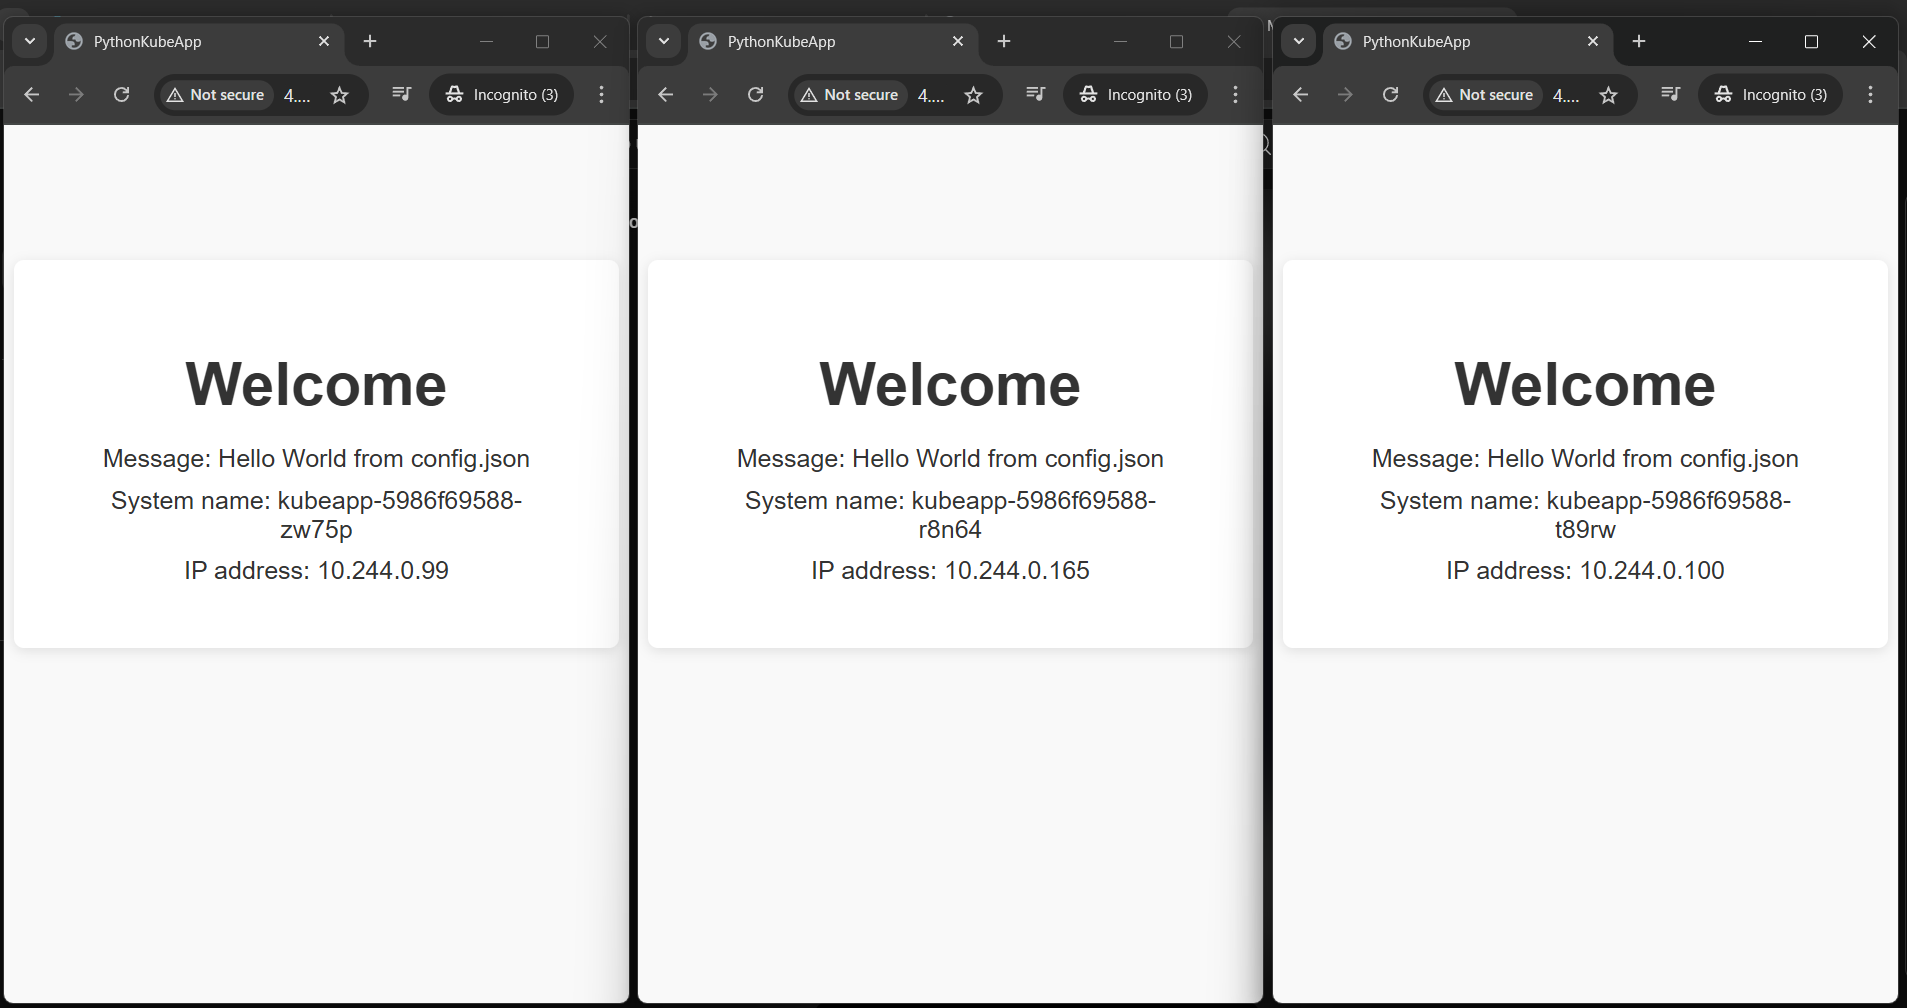 PythonKubeApp
Not secure 4.... Incognito (3)
Welcome
Message: Hello World from config.json
System name: kubeapp-5986f69588-
zw75p
IP address: 10.244.0.99
PythonKubeApp
Not secure 4.... Incognito (3)
Welcome
Message: Hello World from config.json
System name: kubeapp-5986f69588-
r8n64
IP address: 10.244.0.165
PythonKubeApp
Not secure 4.... Incognito (3)
Welcome
Message: Hello World from config.json
System name: kubeapp-5986f69588-
t89rw
IP address: 10.244.0.100